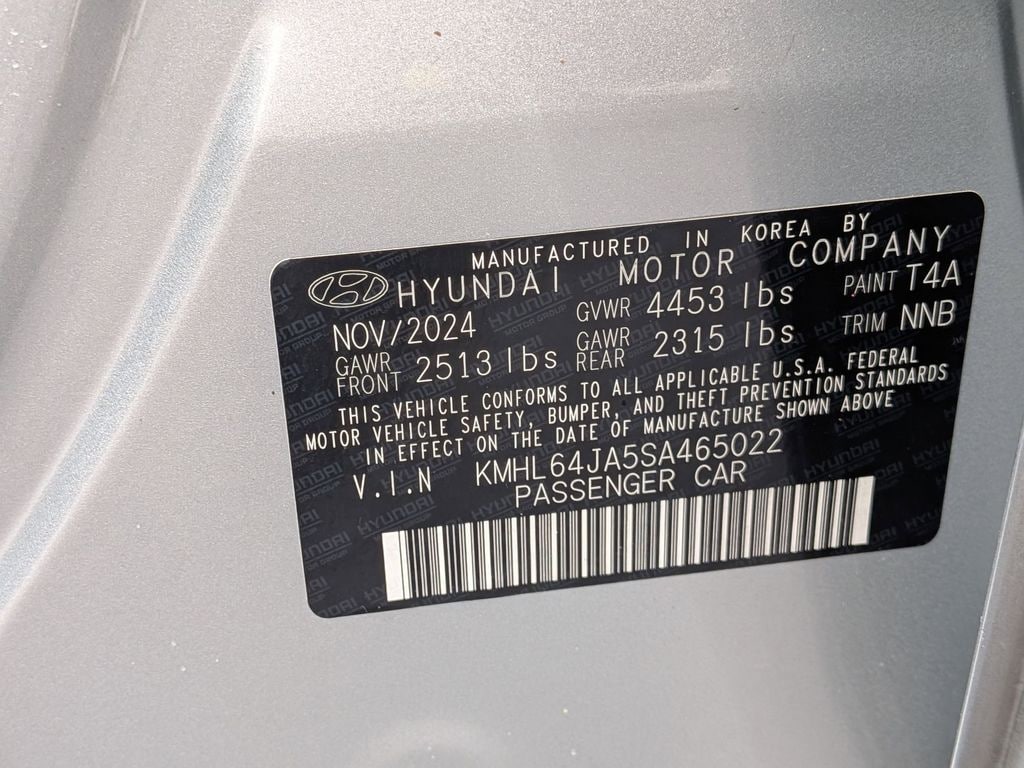 MANUFACTURED IN KOREA BY
HYUNDAI MOTOR COMPANY
NOV/2024 GVWR 4453 lbs PAINT T4A
GAWR FRONT 2513 lbs GAWR REAR 2315 lbs TRIM NNB
THIS VEHICLE CONFORMS TO ALL APPLICABLE U.S.A. FEDERAL
MOTOR VEHICLE SAFETY, BUMPER, AND THEFT PREVENTION STANDARDS
IN EFFECT ON THE DATE OF MANUFACTURE SHOWN ABOVE
V.I.N KMHL64JA5SA465022
PASSENGER CAR